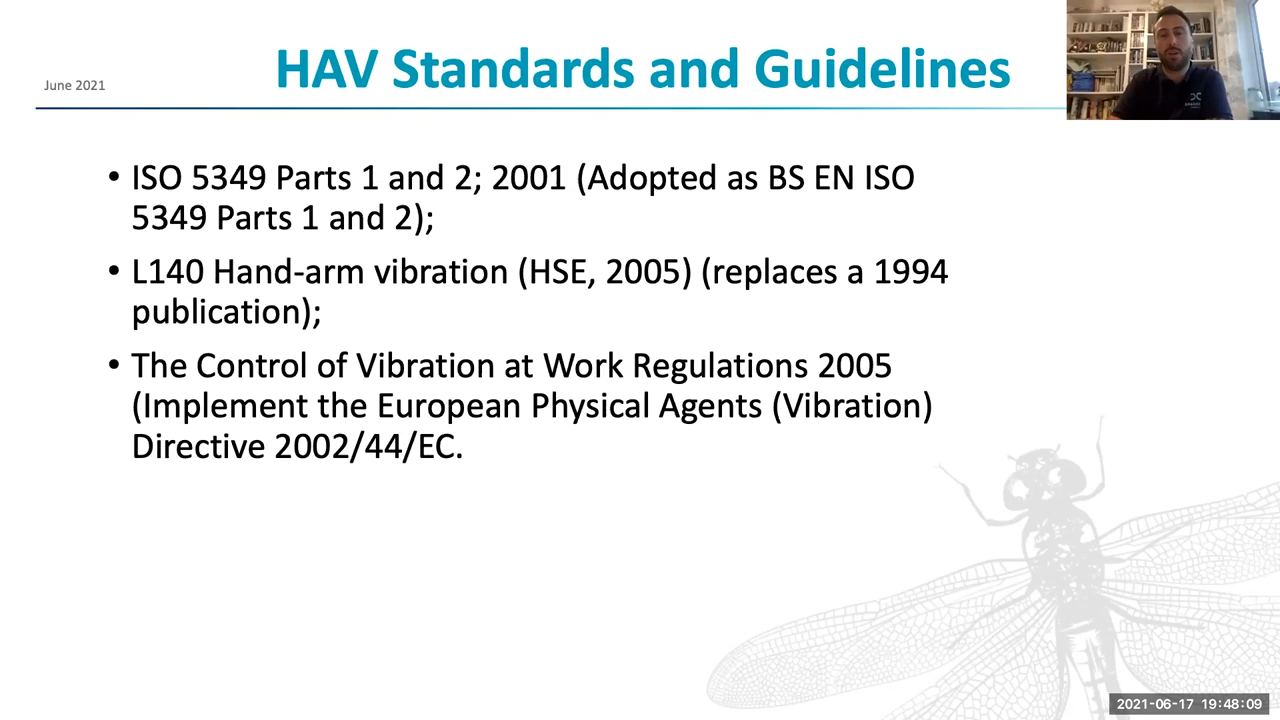 HAV Standards and Guidelines
June 2021
• ISO 5349 Parts 1 and 2; 2001 (Adopted as BS EN ISO
5349 Parts 1 and 2);
• L140 Hand-arm vibration (HSE, 2005) (replaces a 1994
publication);
• The Control of Vibration at Work Regulations 2005
(Implement the European Physical Agents (Vibration)
Directive 2002/44/EC.
2021-06-17 19:48:09